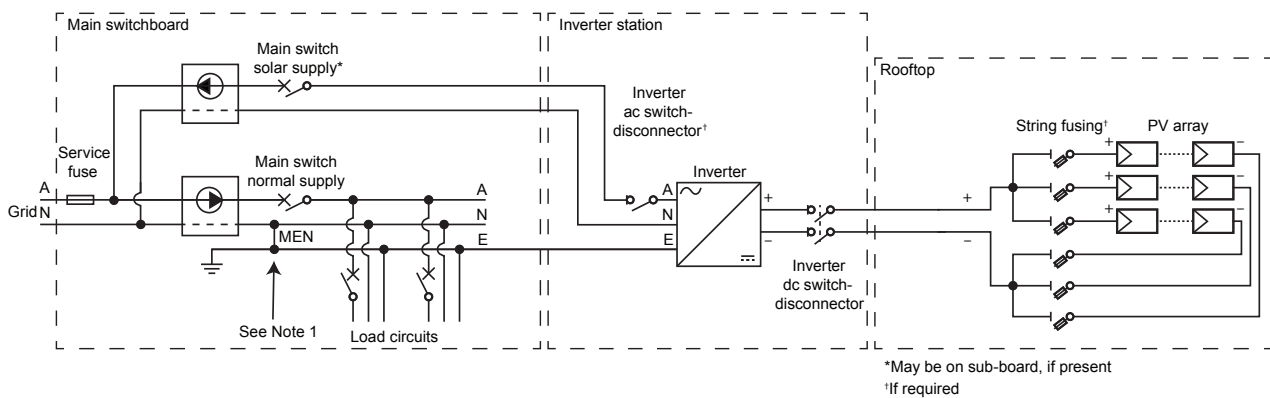 Main switchboard
Inverter station
Rooftop
Main switch
solar supply*
Inverter
ac switch-
disconnector†
String fusing†
PV array
Service
fuse
Main switch
normal supply
Inverter
A
Grid N
A
N
E
MEN
A
N
E
+
−
+
−
+
−
+
−
+
−
Inverter
dc switch-
disconnector
See Note 1
Load circuits
*May be on sub-board, if present
†If required